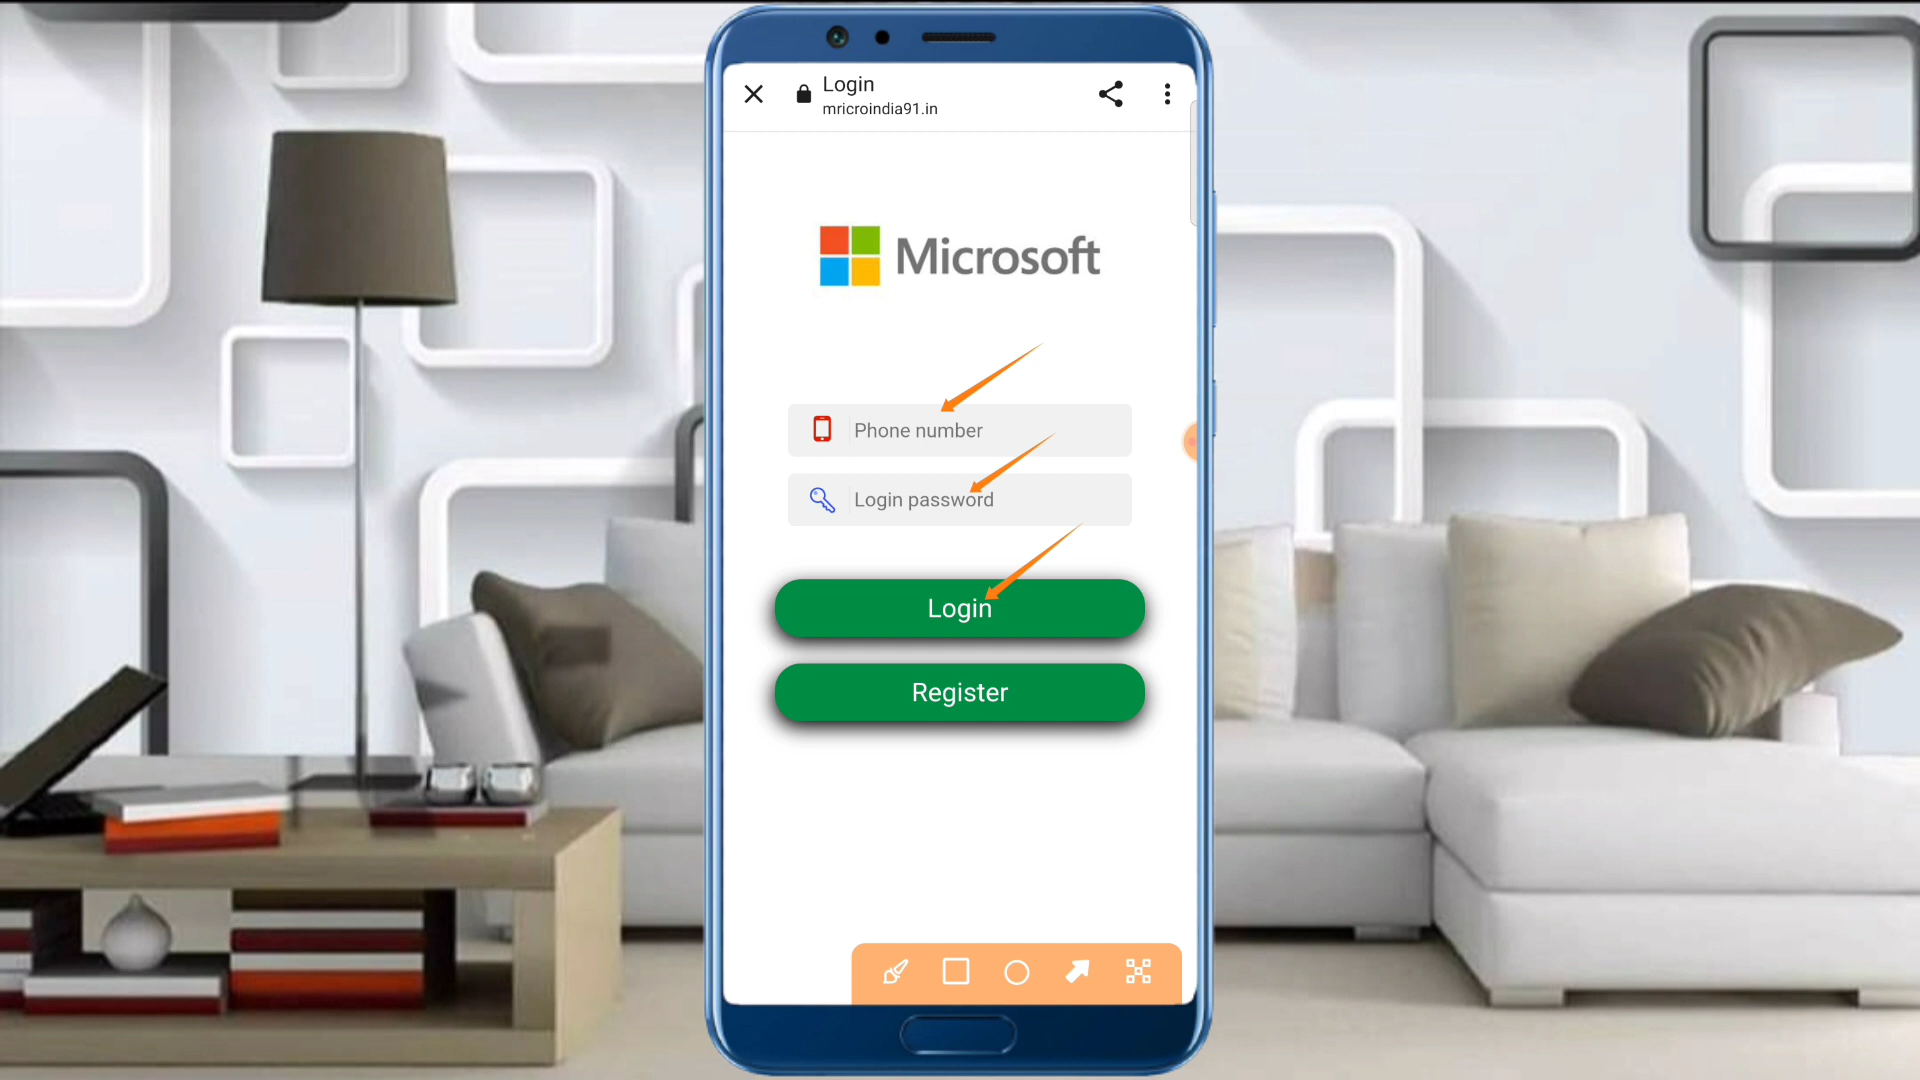 Login
mricroindia91.in
Microsoft
Phone number
Login password
Login
Register